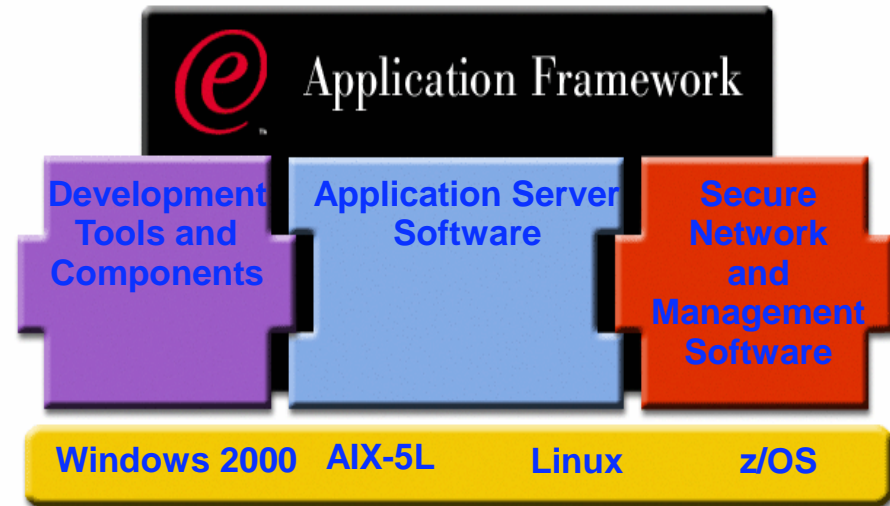 e Application Framework
TM
Development
Tools and
Components
Application Server
Software
Secure
Network
and
Management
Software
Windows 2000 AIX-5L Linux z/OS